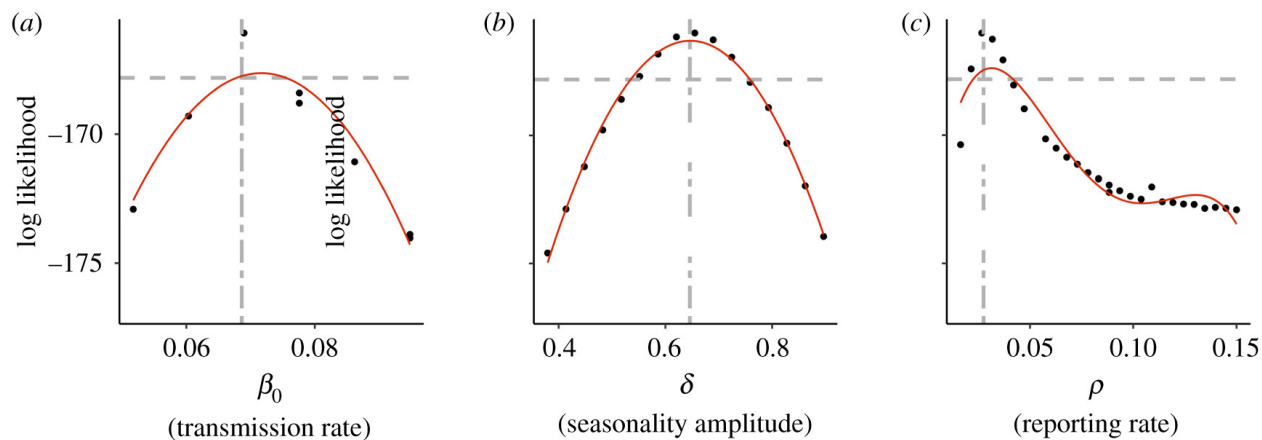 (a) (b) (c)
log likelihood
−170
−175
0.06 0.08
β0
(transmission rate)
log likelihood
0.4 0.6 0.8
δ
(seasonality amplitude)
0.05 0.10 0.15
ρ
(reporting rate)